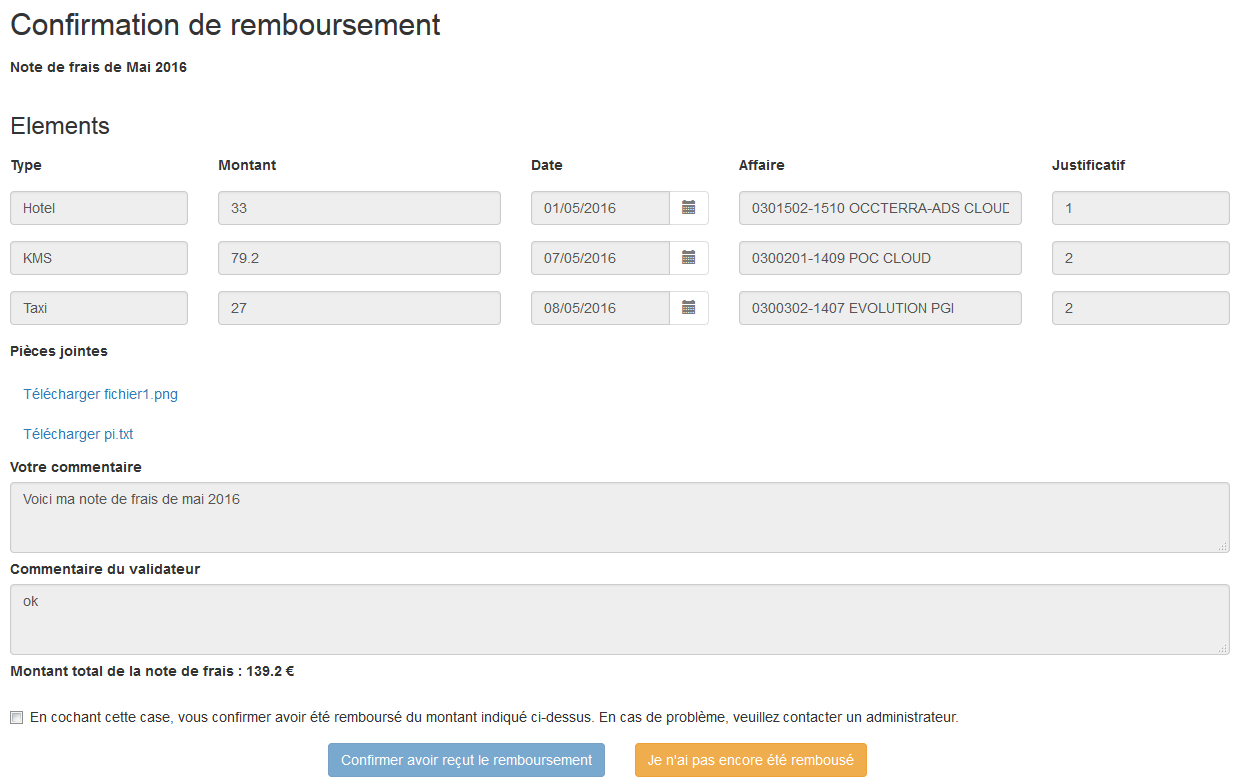 Confirmation de remboursement
Note de frais de Mai 2016
Elements
Type Montant Date Affaire Justificatif
Hotel 33 01/05/2016 0301502-1510 OCCTERRA-ADS CLOUD 1
KMS 79.2 07/05/2016 0300201-1409 POC CLOUD 2
Taxi 27 08/05/2016 0300302-1407 EVOLUTION PGI 2
Pièces jointes
Télécharger fichier1.png
Télécharger pi.txt
Votre commentaire
Voici ma note de frais de mai 2016
Commentaire du validateur
ok
Montant total de la note de frais : 139.2 €
En cochant cette case, vous confirmer avoir été remboursé du montant indiqué ci-dessus. En cas de problème, veuillez contacter un administrateur.
Confirmer avoir reçut le remboursement Je n'ai pas encore été rembousé